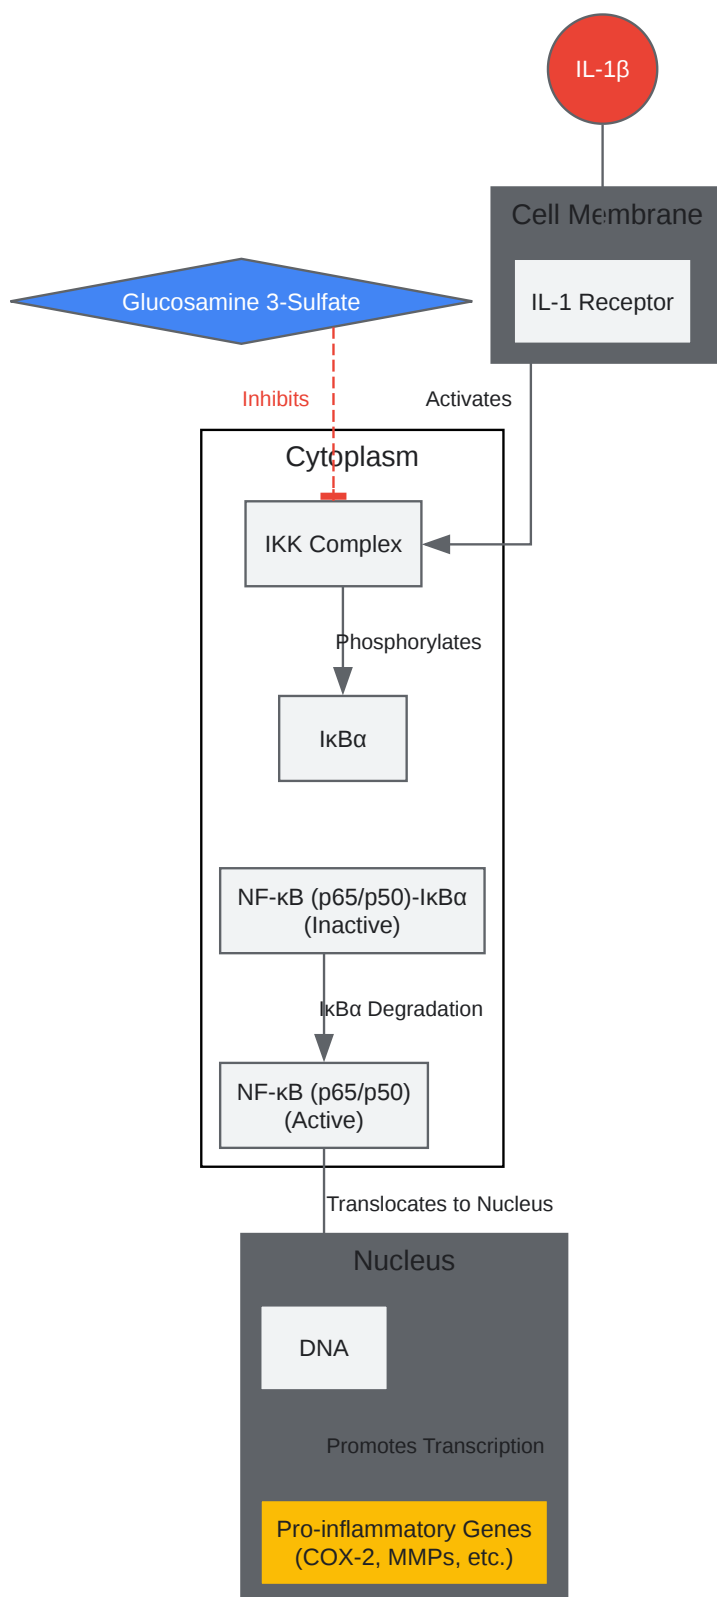 IL-1β
Cell Membrane
IL-1 Receptor
Glucosamine 3-Sulfate
Inhibits
Activates
Cytoplasm
IKK Complex
Phosphorylates
IκBα
NF-κB (p65/p50)-IκBα
(Inactive)
IκBα Degradation
NF-κB (p65/p50)
(Active)
Translocates to Nucleus
Nucleus
DNA
Promotes Transcription
Pro-inflammatory Genes
(COX-2, MMPs, etc.)